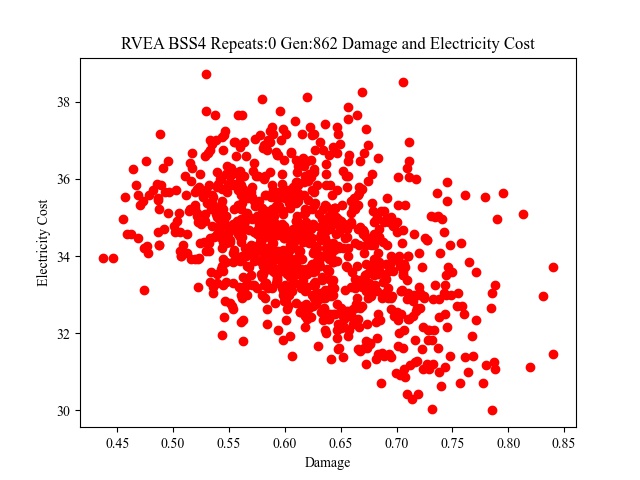 RVEA BSS4 Repeats:0 Gen:862 Damage and Electricity Cost
38
36
34
32
30
Electricity Cost
0.45 0.50 0.55 0.60 0.65 0.70 0.75 0.80 0.85
Damage